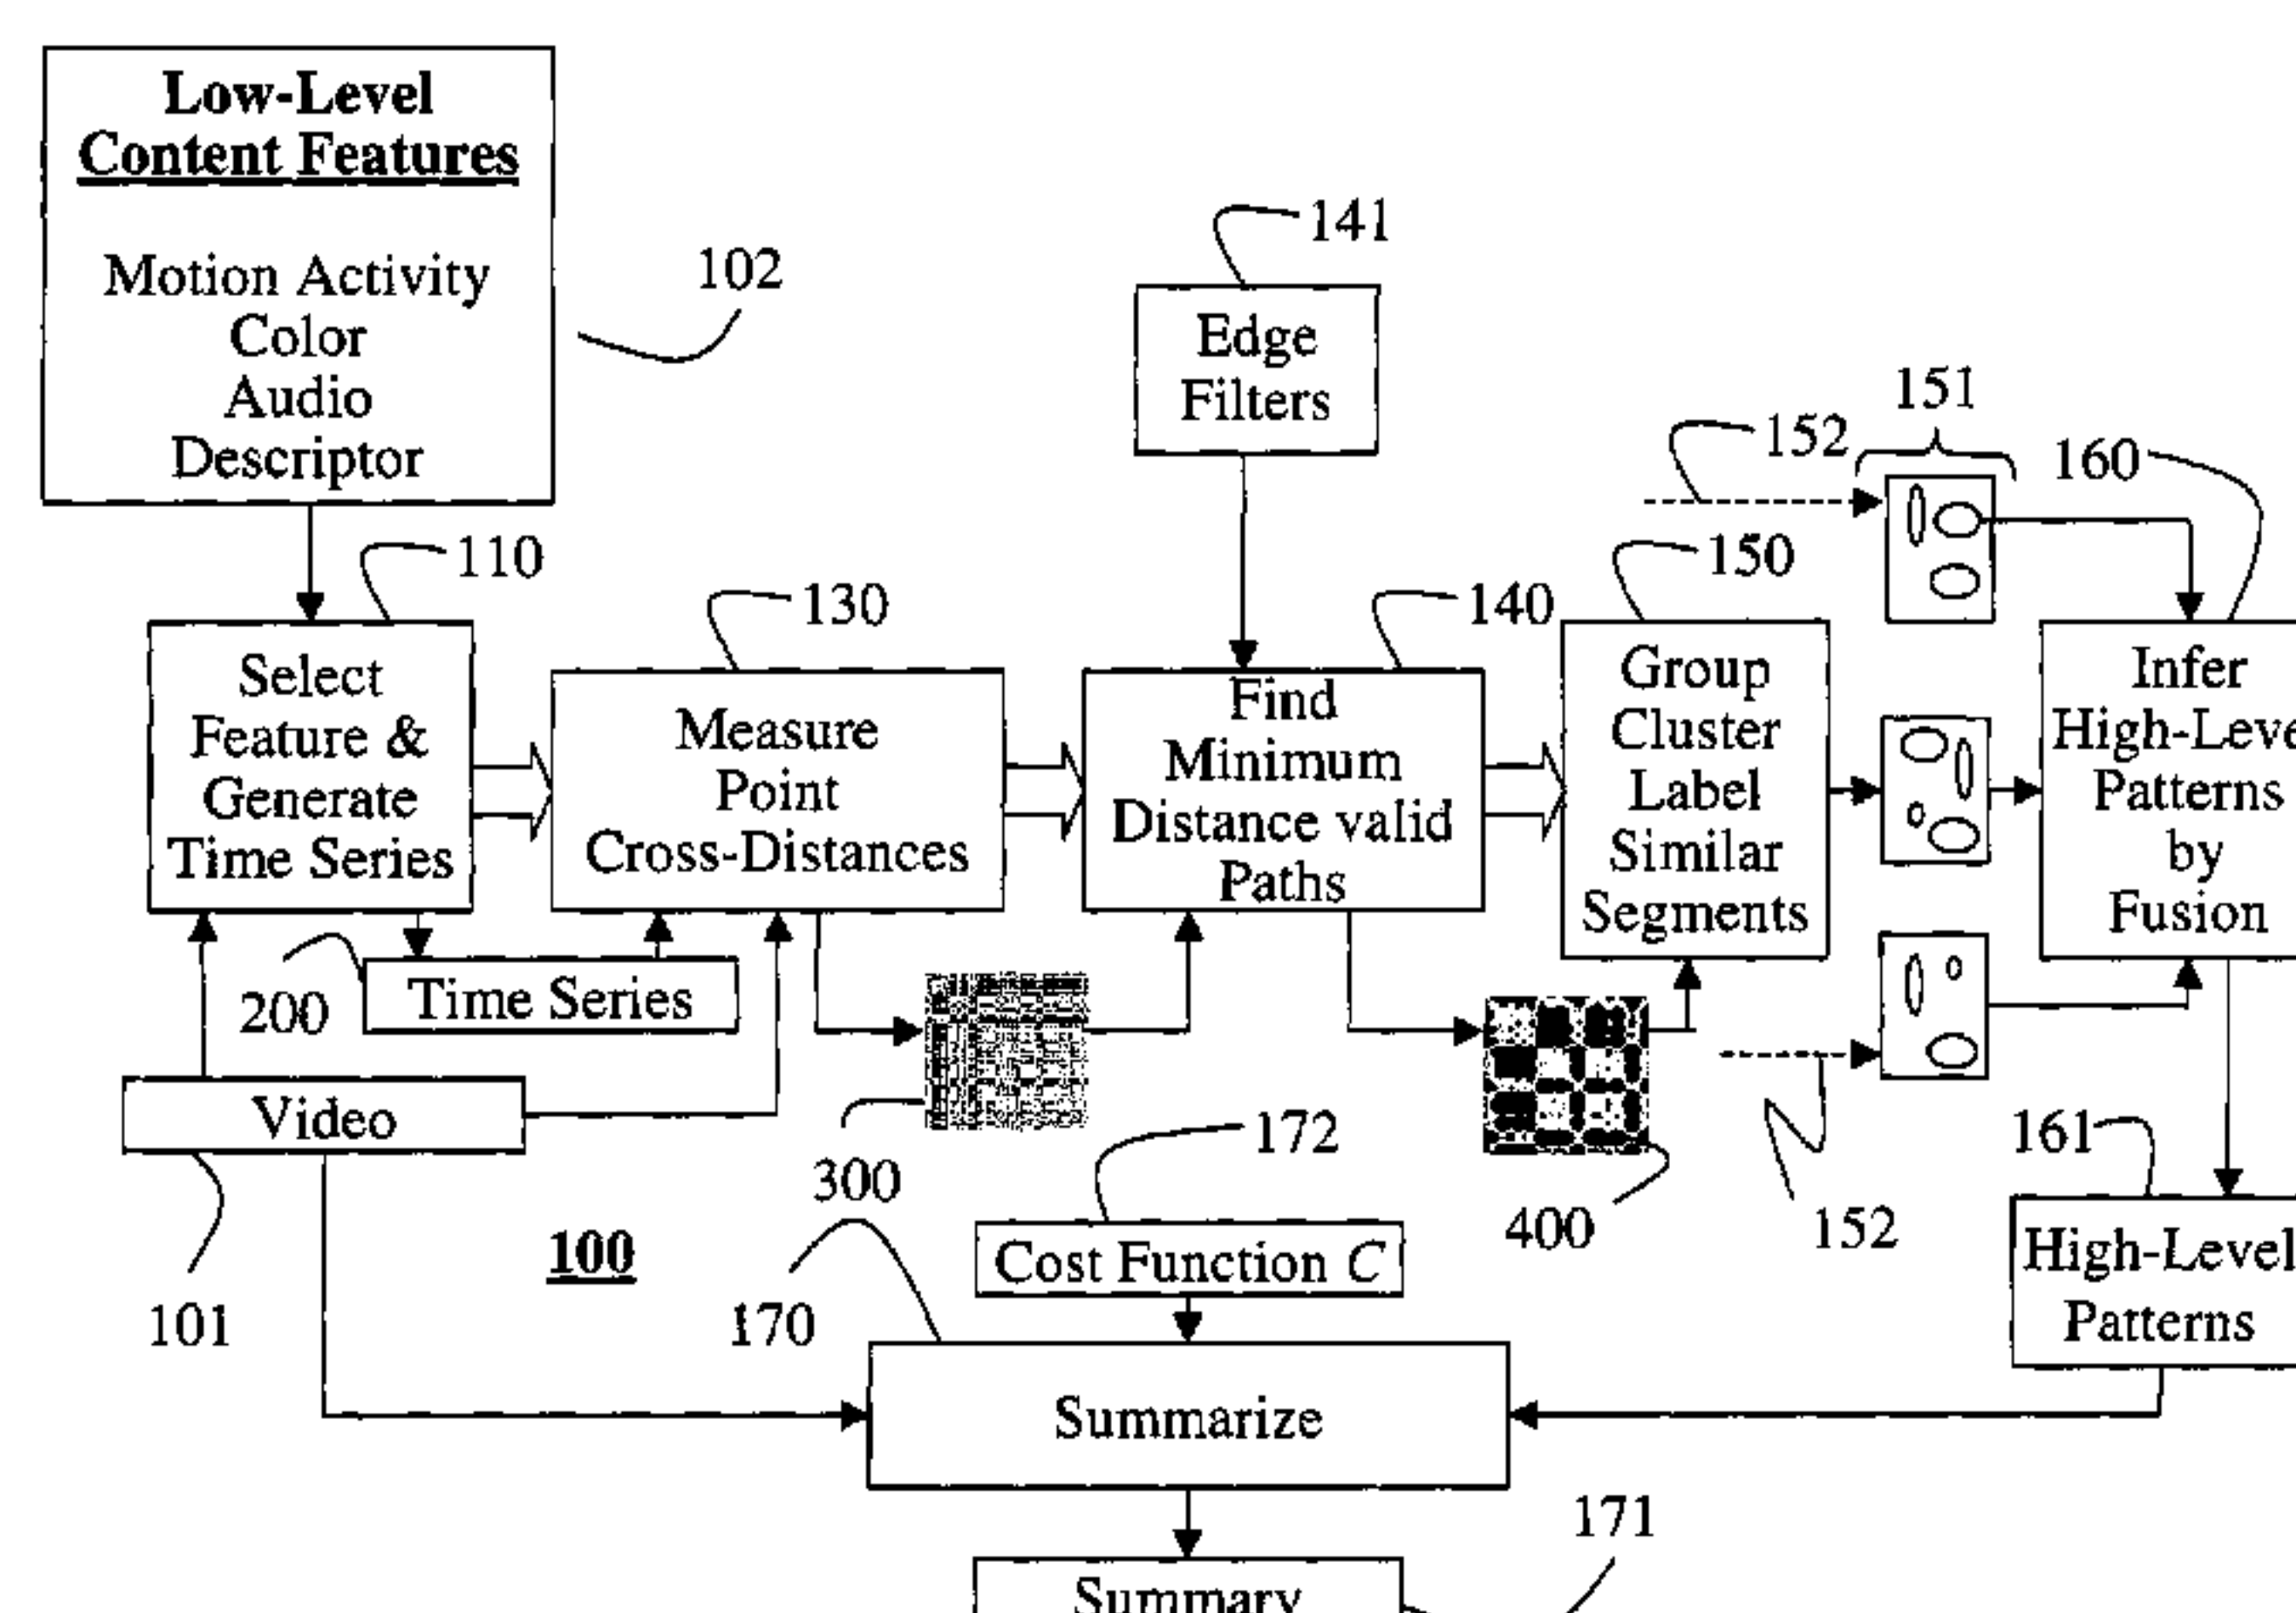 Low-Level
Content Features
Motion Activity
Color
Audio
Descriptor
102
141
Edge
Filters
152
151
160
110
130
140
150
Select
Feature &
Generate
Time Series
Measure
Point
Cross-Distances
Find
Minimum
Distance valid
Paths
Group
Cluster
Label
Similar
Segments
Infer
High-Leve
Patterns
by
Fusion
200
Time Series
Video
300
172
400
152
161
101
100
170
Cost Function C
High-Level
Patterns
Summarize
171
Summary